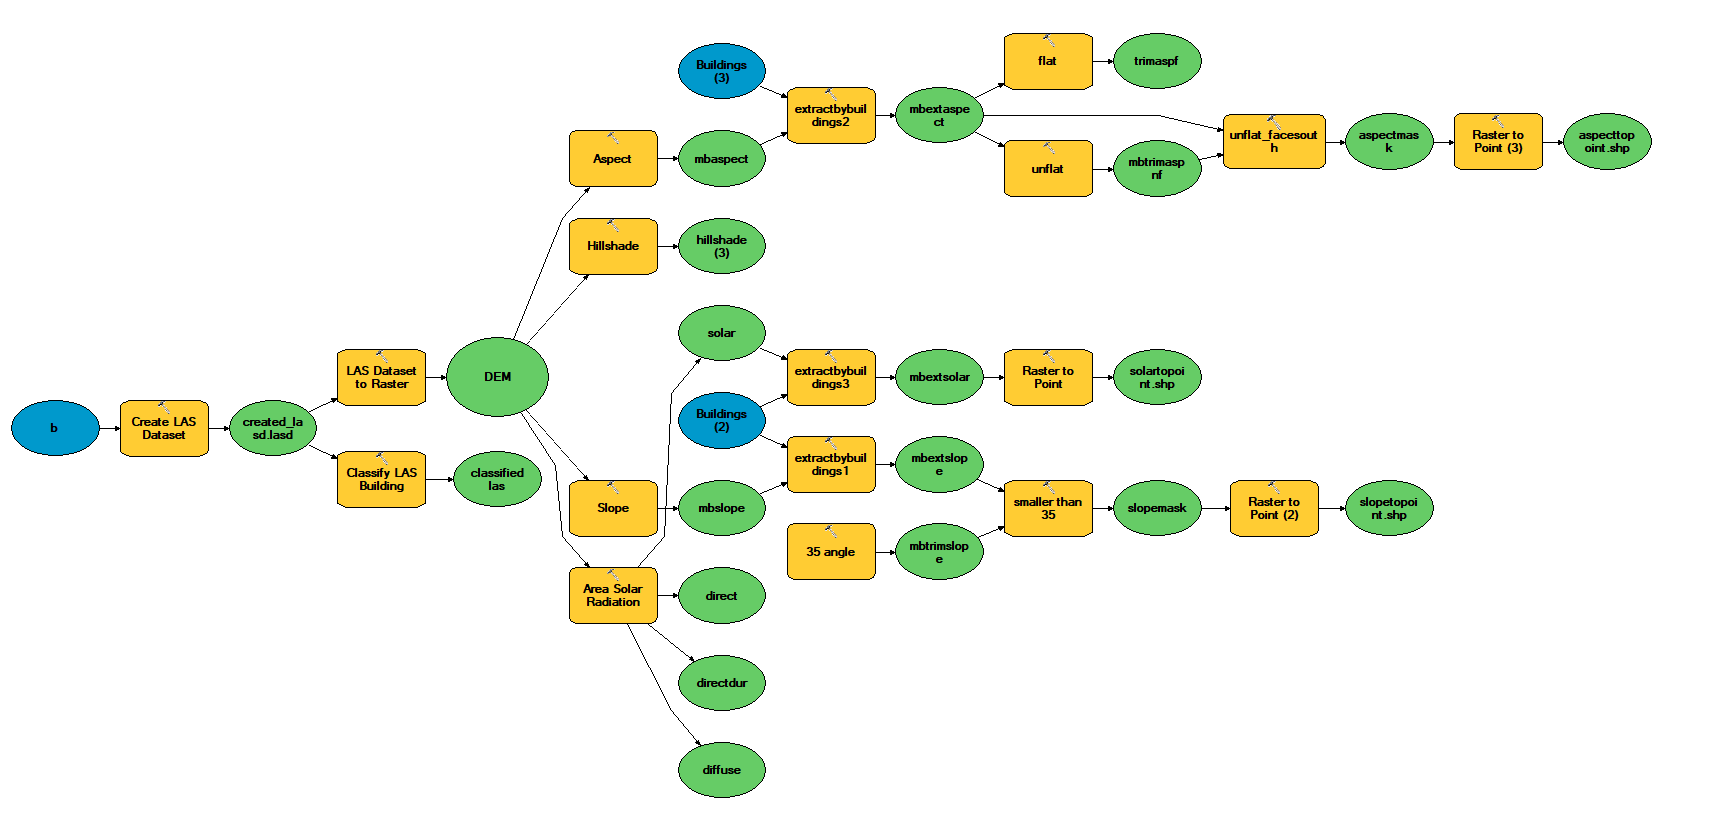 b
Create LAS
Dataset
created_la
sd.lasd
LAS Dataset
to Raster
Classify LAS
Building
classified
las
DEM
Aspect
mbaspect
Hillshade
hillshade
(3)
Slope
mbslope
Area Solar
Radiation
solar
direct
directdur
diffuse
Buildings
(3)
extractbybuil
dings2
mbextaspe
ct
flat
trimaspf
unflat
mbtrimasp
nf
unflat_facesout
h
aspectmas
k
Raster to
Point (3)
aspecttop
oint.shp
Buildings
(2)
extractbybuil
dings3
mbextsolar
Raster to
Point
solartopoi
nt.shp
extractbybuil
dings1
mbextslop
e
35 angle
mbtrimslop
e
smaller than
35
slopemask
Raster to
Point (2)
slopetopoi
nt.shp